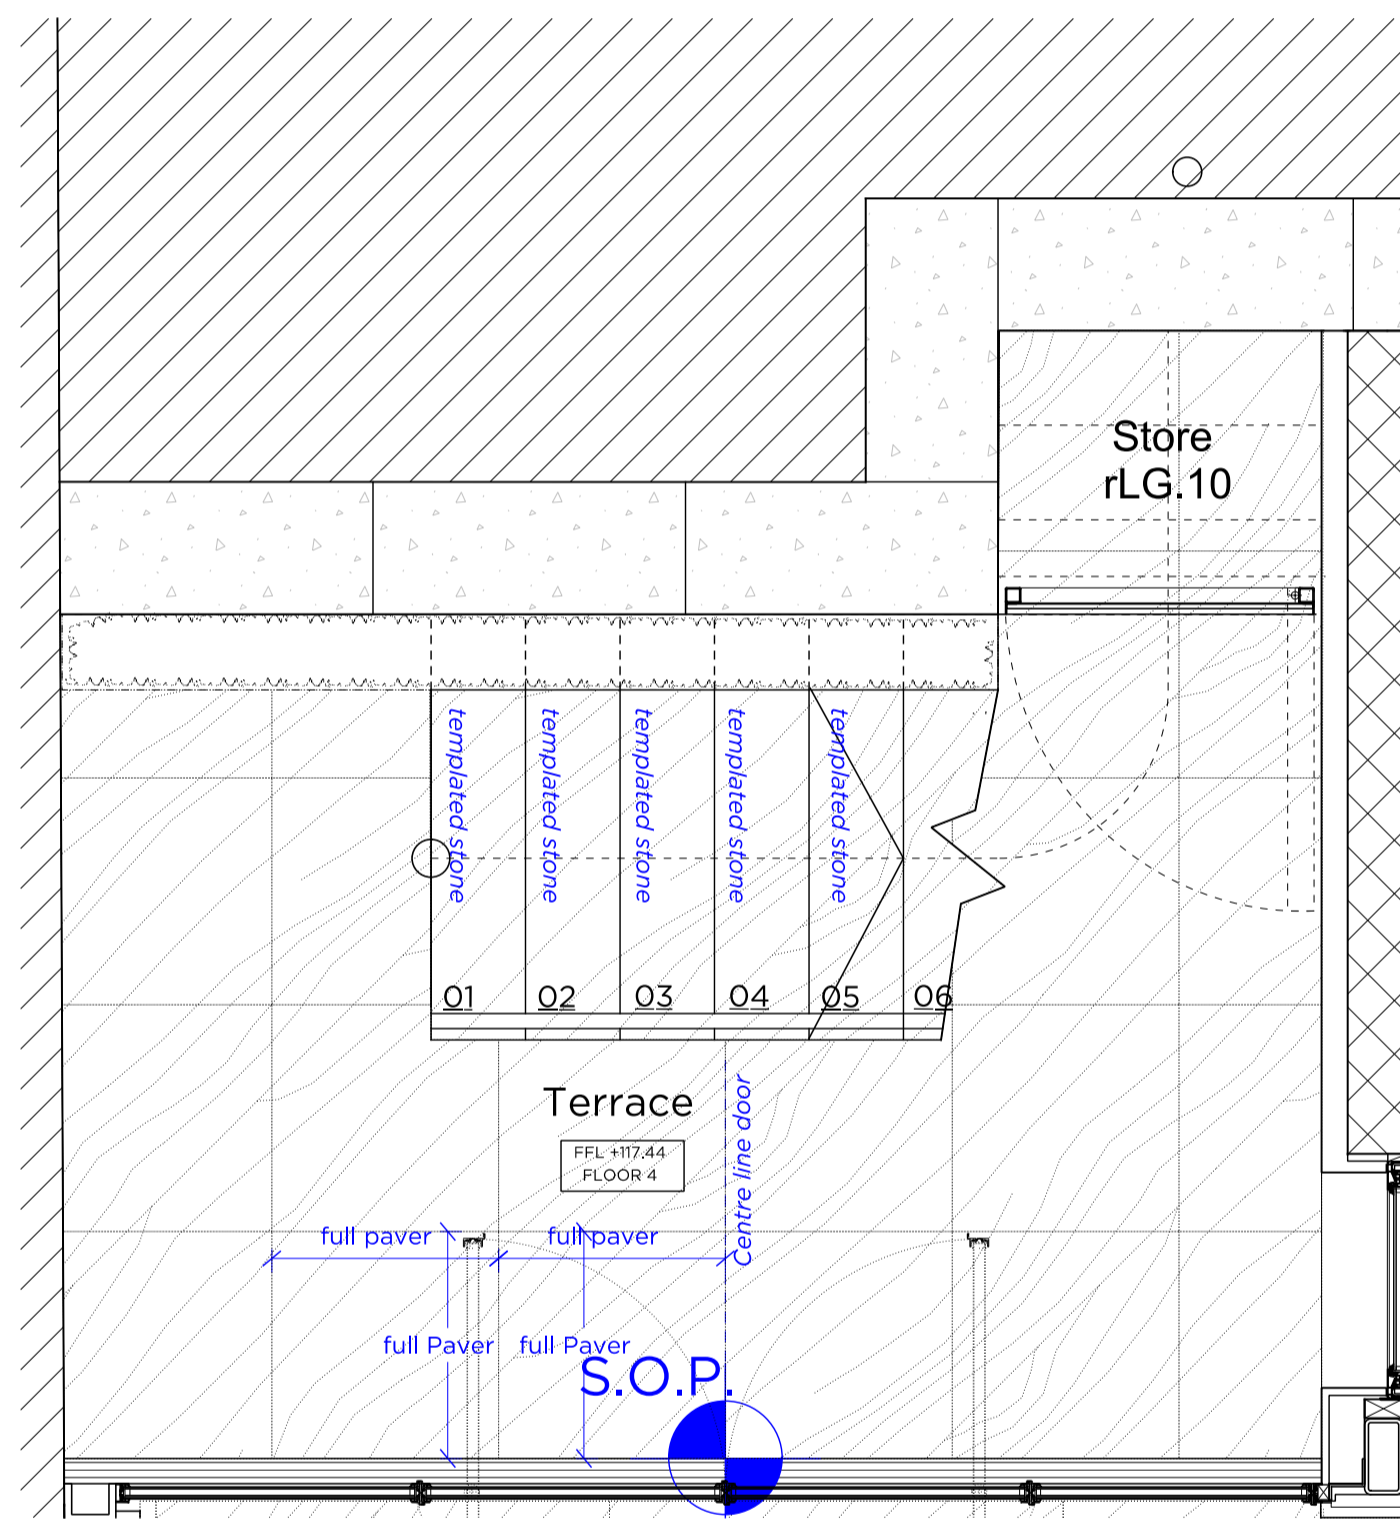 Store
rLG.10
templated stone
templated stone
templated stone
templated stone
templated stone
01
02
03
04
05
06
Terrace
FFL +117.44
FLOOR 4
Centre line door
full paver
full paver
full Paver
full Paver
S.O.P.